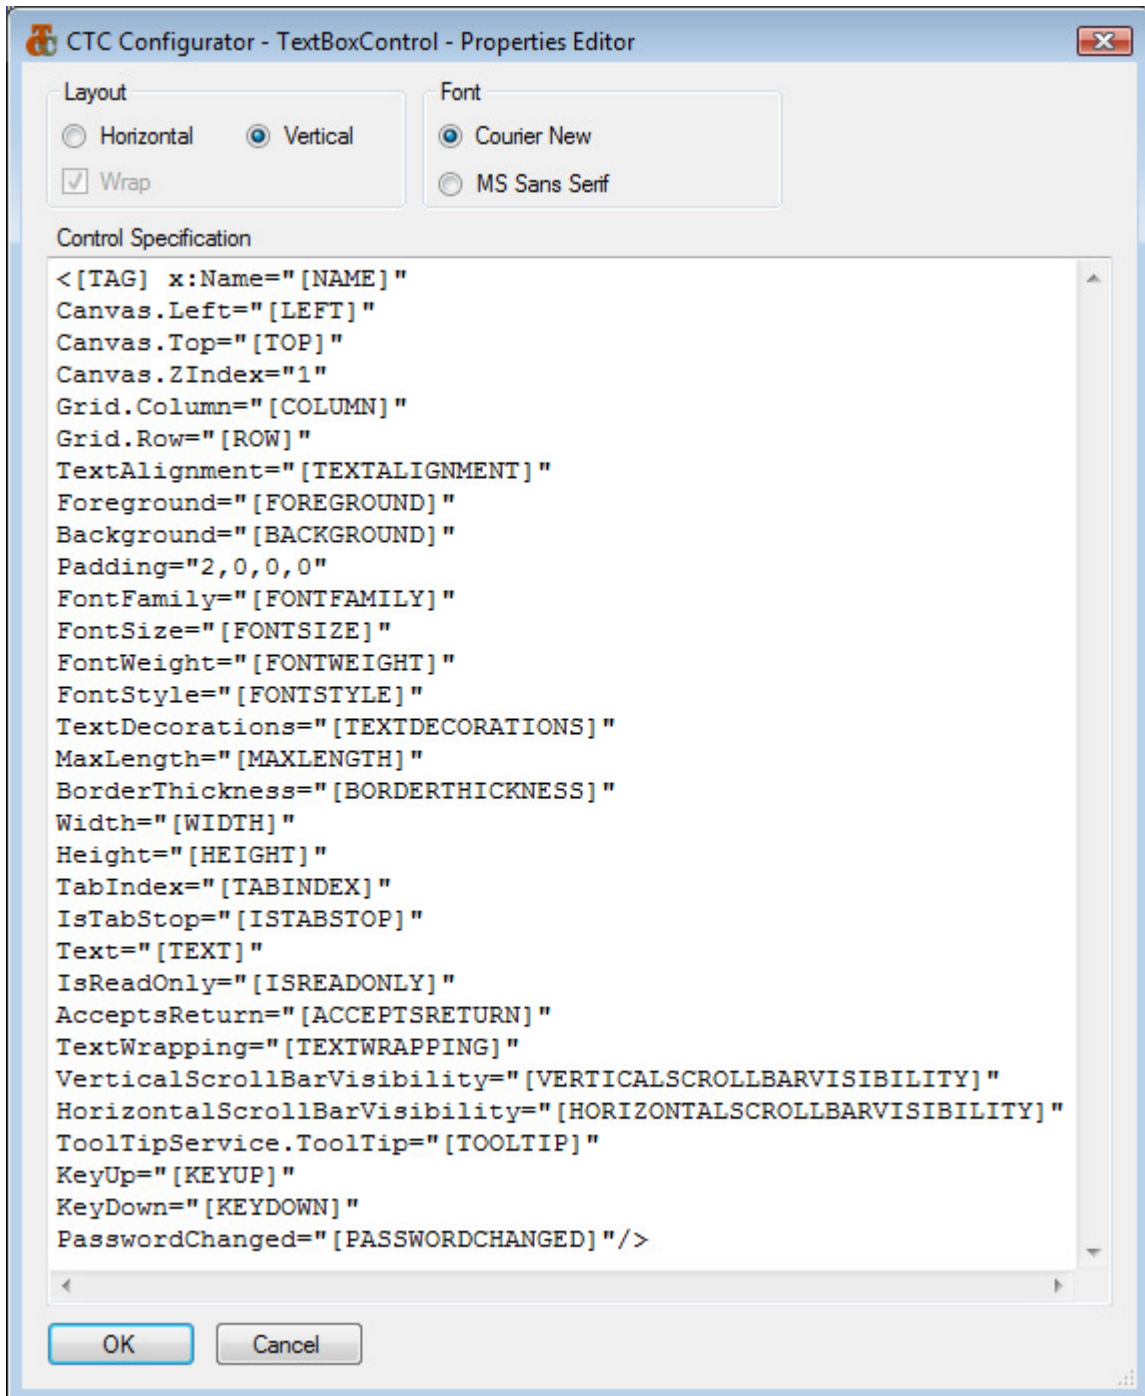 CTC Configurator - TextBoxControl - Properties Editor
Layout
Font
Horizontal
Vertical
Courier New
Wrap
MS Sans Serif
Control Specification
<[TAG] x:Name="[NAME]"
Canvas.Left="[LEFT]"
Canvas.Top="[TOP]"
Canvas.ZIndex="1"
Grid.Column="[COLUMN]"
Grid.Row="[ROW]"
TextAlignment="[TEXTALIGNMENT]"
Foreground="[FOREGROUND]"
Background="[BACKGROUND]"
Padding="2,0,0,0"
FontFamily="[FONTFAMILY]"
FontSize="[FONTSIZE]"
FontWeight="[FONTWEIGHT]"
FontStyle="[FONTSTYLE]"
TextDecorations="[TEXTDECORATIONS]"
MaxLength="[MAXLENGTH]"
BorderThickness="[BORDERTHICKNESS]"
Width="[WIDTH]"
Height="[HEIGHT]"
TabIndex="[TABINDEX]"
IsTabStop="[ISTABSTOP]"
Text="[TEXT]"
IsReadOnly="[ISREADONLY]"
AcceptsReturn="[ACCEPTSRETURN]"
TextWrapping="[TEXTWRAPPING]"
VerticalScrollBarVisibility="[VERTICALSCROLLBARVISIBILITY]"
HorizontalScrollBarVisibility="[HORIZONTALSCROLLBARVISIBILITY]"
ToolTipService.ToolTip="[TOOLTIP]"
KeyUp="[KEYUP]"
KeyDown="[KEYDOWN]"
PasswordChanged="[PASSWORDCHANGED]"/>
OK
Cancel